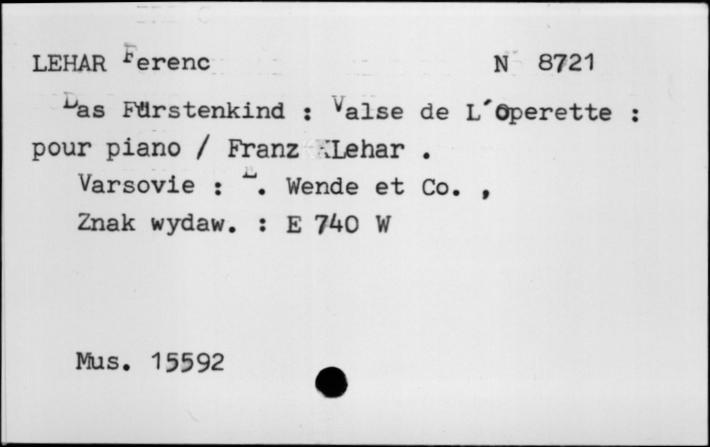 LEHAR Ferenc N 8721
Das Fürstenkind : Valse de L'Operette :
pour piano / Franz Lehar .
Varsovie : E. Wende et Co. ,
Znak wydaw. : E 740 W
Mus. 15592